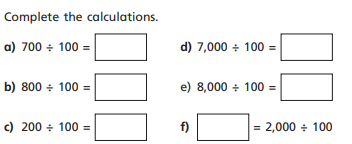 Complete the calculations.
a) 700 ÷ 100 =
d) 7,000 ÷ 100 =
b) 800 ÷ 100 =
e) 8,000 ÷ 100 =
c) 200 ÷ 100 =
f) = 2,000 ÷ 100